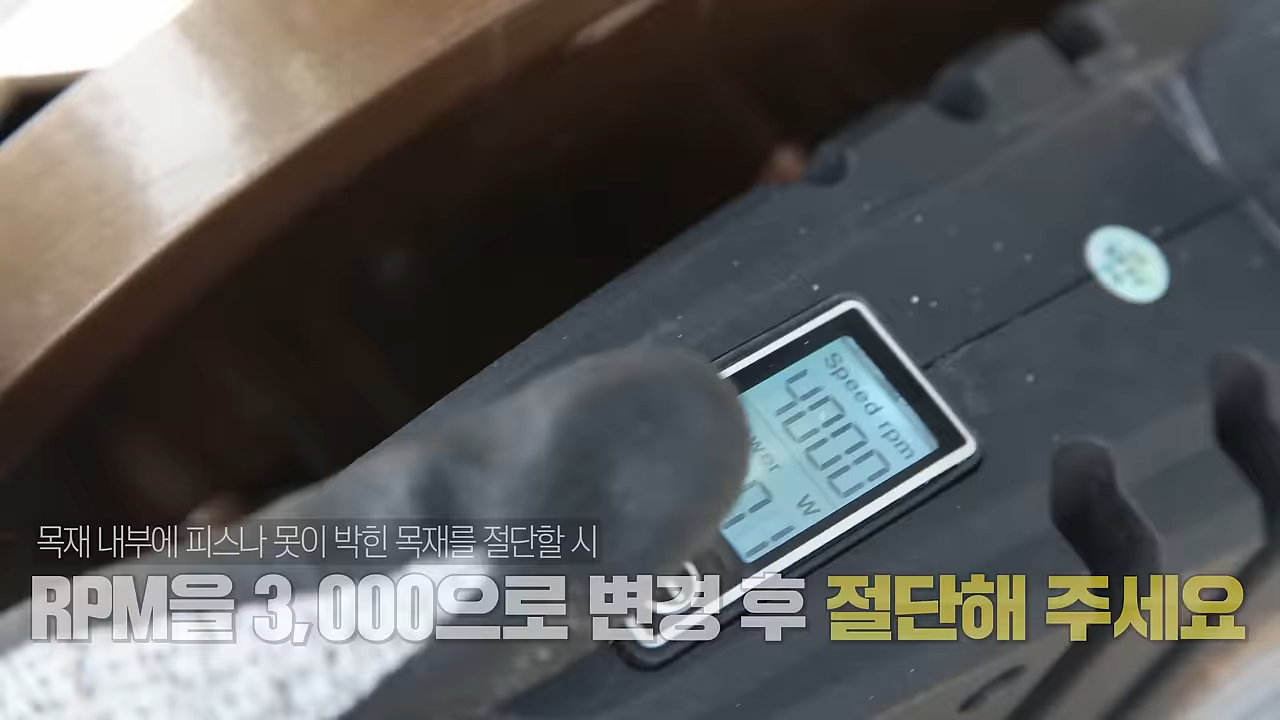 Speed rpm
4000
wer
W
71
목재 내부에 피스나 못이 박힌 목재를 절단할 시
RPM을 3,000으로 변경 후 절단해 주세요